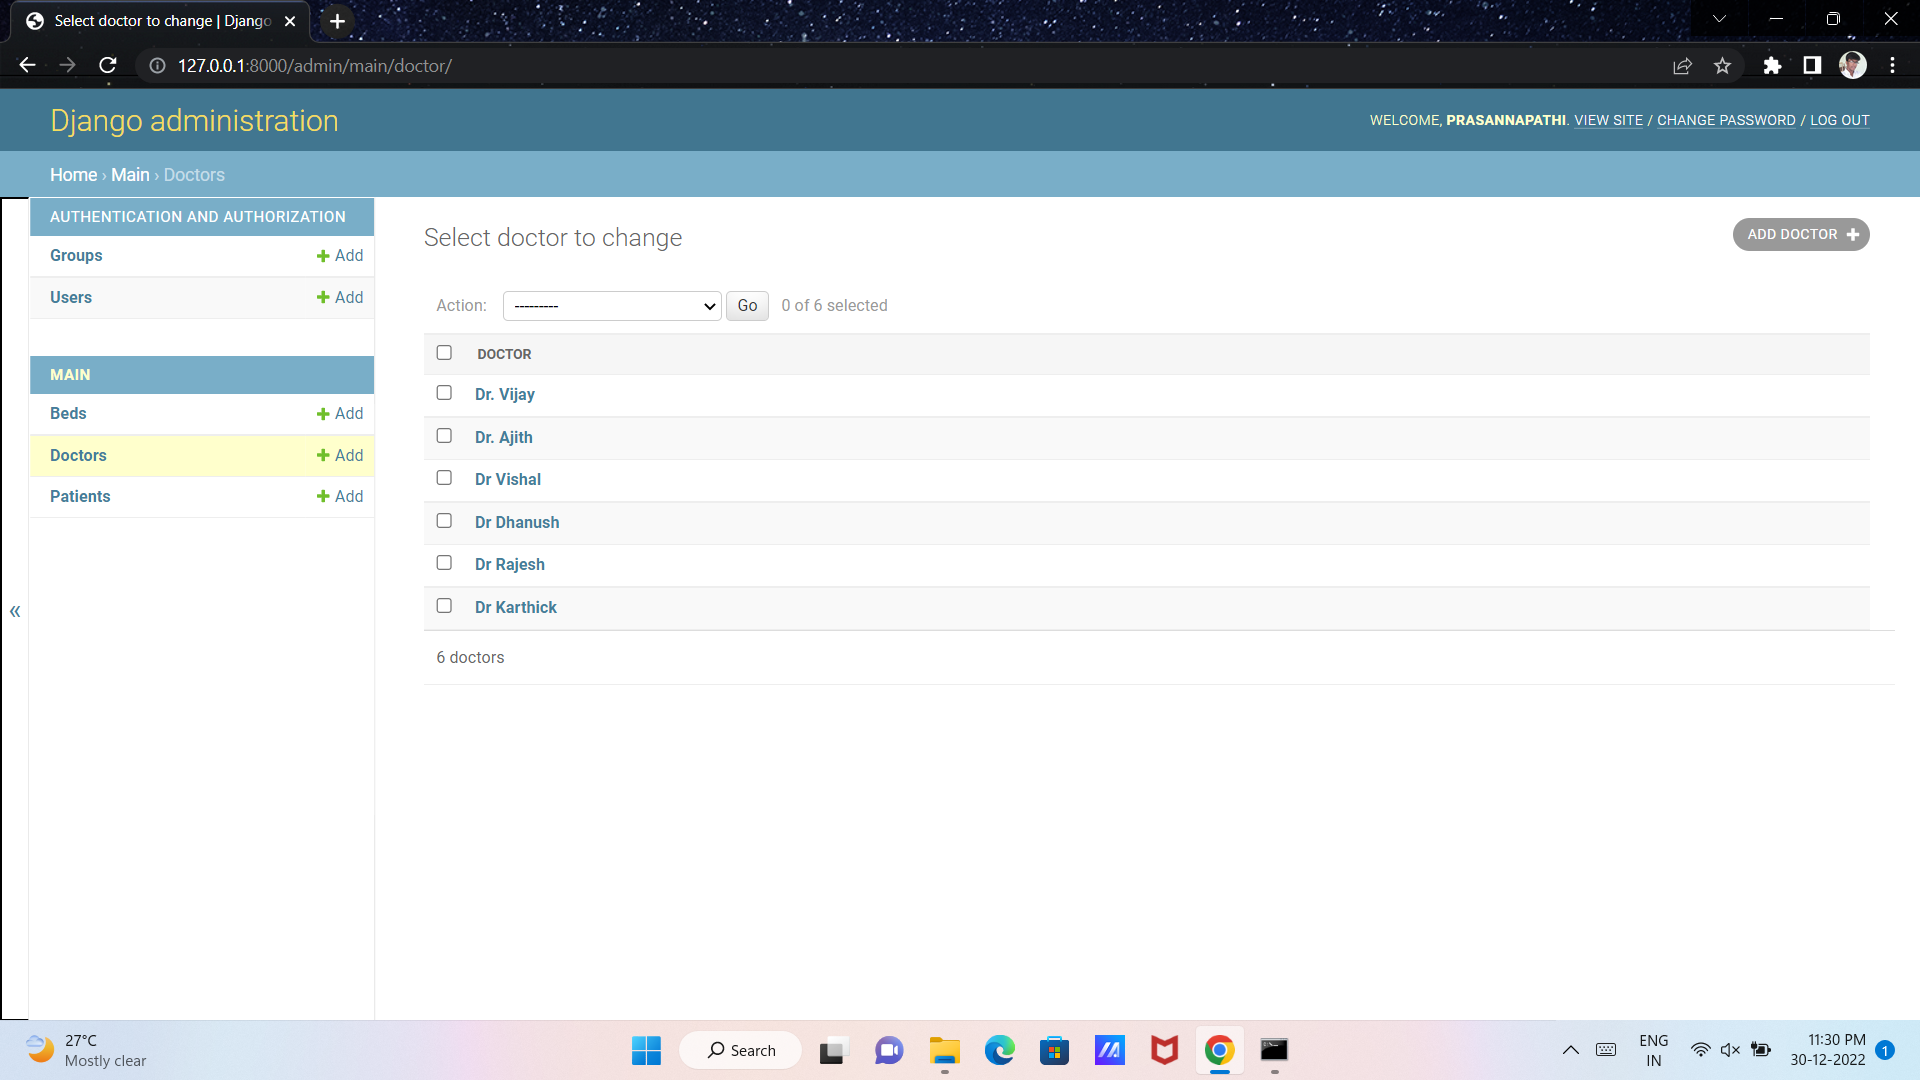 Select doctor to change | Django
127.0.0.1:8000/admin/main/doctor/
Django administration
WELCOME, PRASANNAPATHI. VIEW SITE / CHANGE PASSWORD / LOG OUT
Home › Main › Doctors
AUTHENTICATION AND AUTHORIZATION
Groups Add
Users Add
MAIN
Beds Add
Doctors Add
Patients Add
«
Select doctor to change
ADD DOCTOR
Action: --------- Go 0 of 6 selected
DOCTOR
Dr. Vijay
Dr. Ajith
Dr Vishal
Dr Dhanush
Dr Rajesh
Dr Karthick
6 doctors
27°C
Mostly clear
Search
ENG
IN
11:30 PM
30-12-2022
1